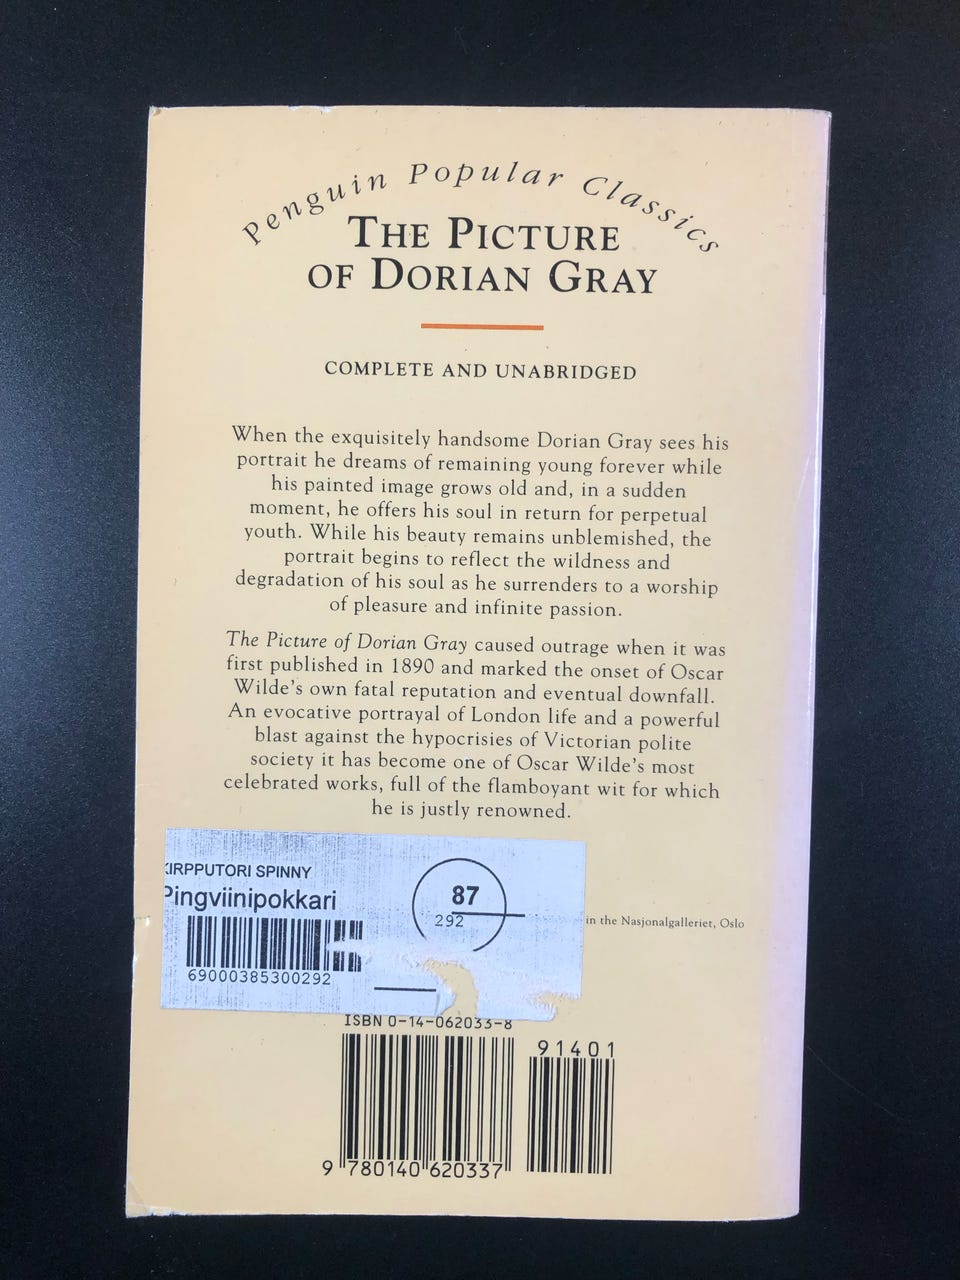 Penguin Popular Classics
THE PICTURE
OF DORIAN GRAY
COMPLETE AND UNABRIDGED
When the exquisitely handsome Dorian Gray sees his
portrait he dreams of remaining young forever while
his painted image grows old and, in a sudden
moment, he offers his soul in return for perpetual
youth. While his beauty remains unblemished, the
portrait begins to reflect the wildness and
degradation of his soul as he surrenders to a worship
of pleasure and infinite passion.
The Picture of Dorian Gray caused outrage when it was
first published in 1890 and marked the onset of Oscar
Wilde's own fatal reputation and eventual downfall.
An evocative portrayal of London life and a powerful
blast against the hypocrisies of Victorian polite
society it has become one of Oscar Wilde's most
celebrated works, full of the flamboyant wit for which
he is justly renowned.
KIRPPUTORI SPINNY
Pingviinipokkari
87
292
69000385300292
in the Nasjonalgalleriet, Oslo
ISBN 0-14-062033-8
91401
9 780140 620337